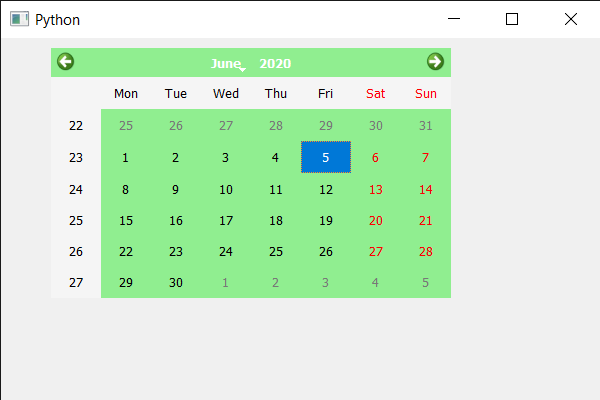 Python
June 2020
Mon Tue Wed Thu Fri Sat Sun
22 25 26 27 28 29 30 31
23 1 2 3 4 5 6 7
24 8 9 10 11 12 13 14
25 15 16 17 18 19 20 21
26 22 23 24 25 26 27 28
27 29 30 1 2 3 4 5